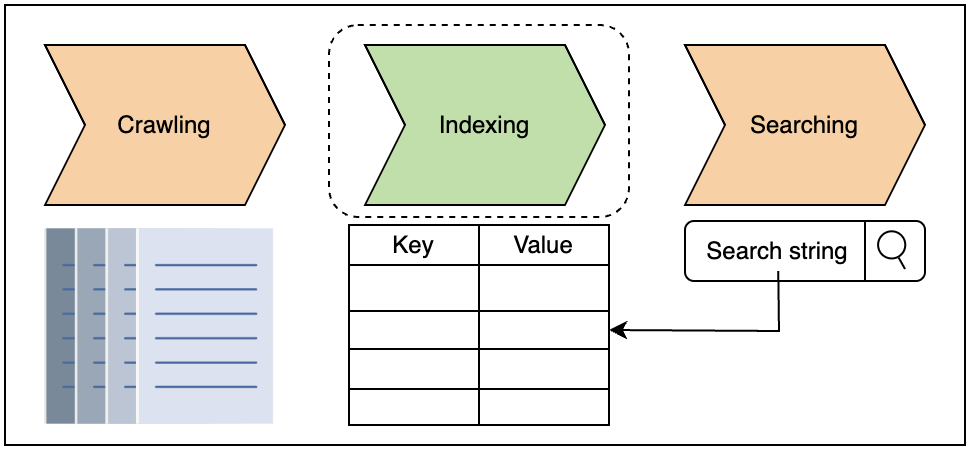 Crawling
Indexing
Searching
Key
Value
Search string